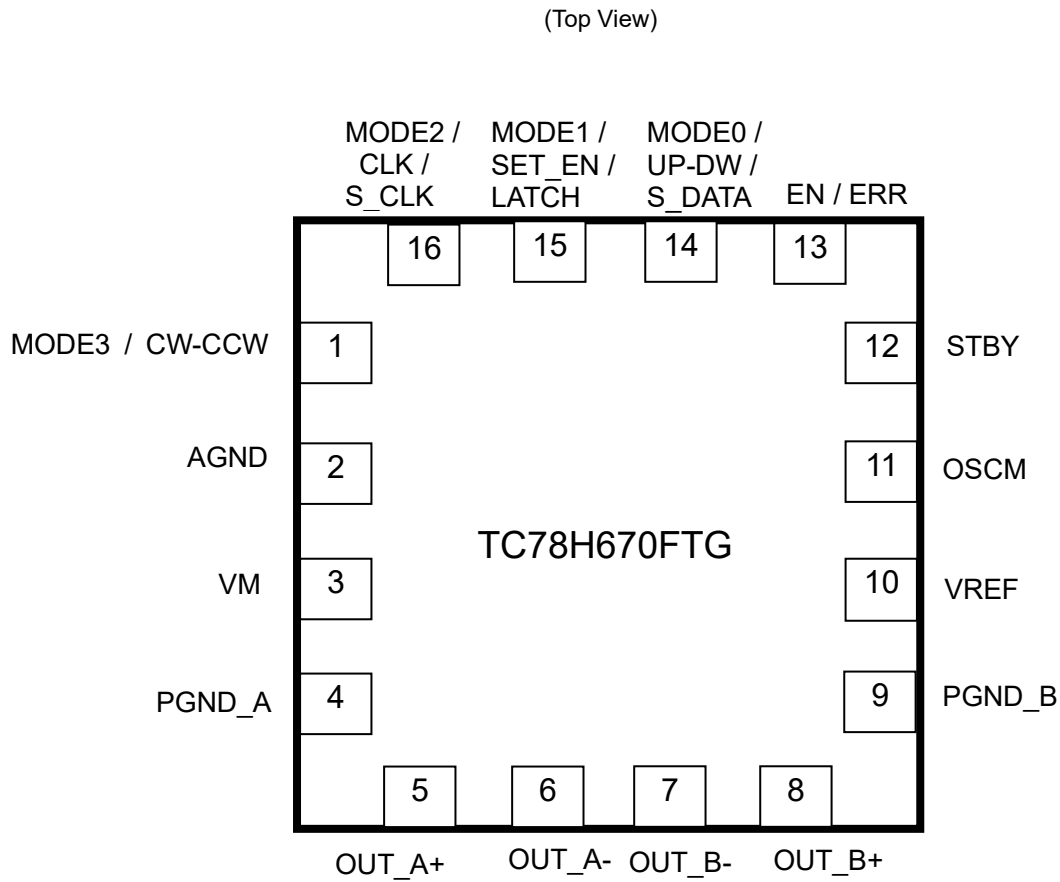 (Top View)
MODE2 /
CLK /
S_CLK
MODE1 /
SET_EN /
LATCH
MODE0 /
UP-DW /
S_DATA
EN / ERR
16
15
14
13
MODE3 / CW-CCW
1
12
STBY
AGND
2
11
OSCM
TC78H670FTG
VM
3
10
VREF
PGND_A
4
9
PGND_B
5
6
7
8
OUT_A+
OUT_A-
OUT_B-
OUT_B+